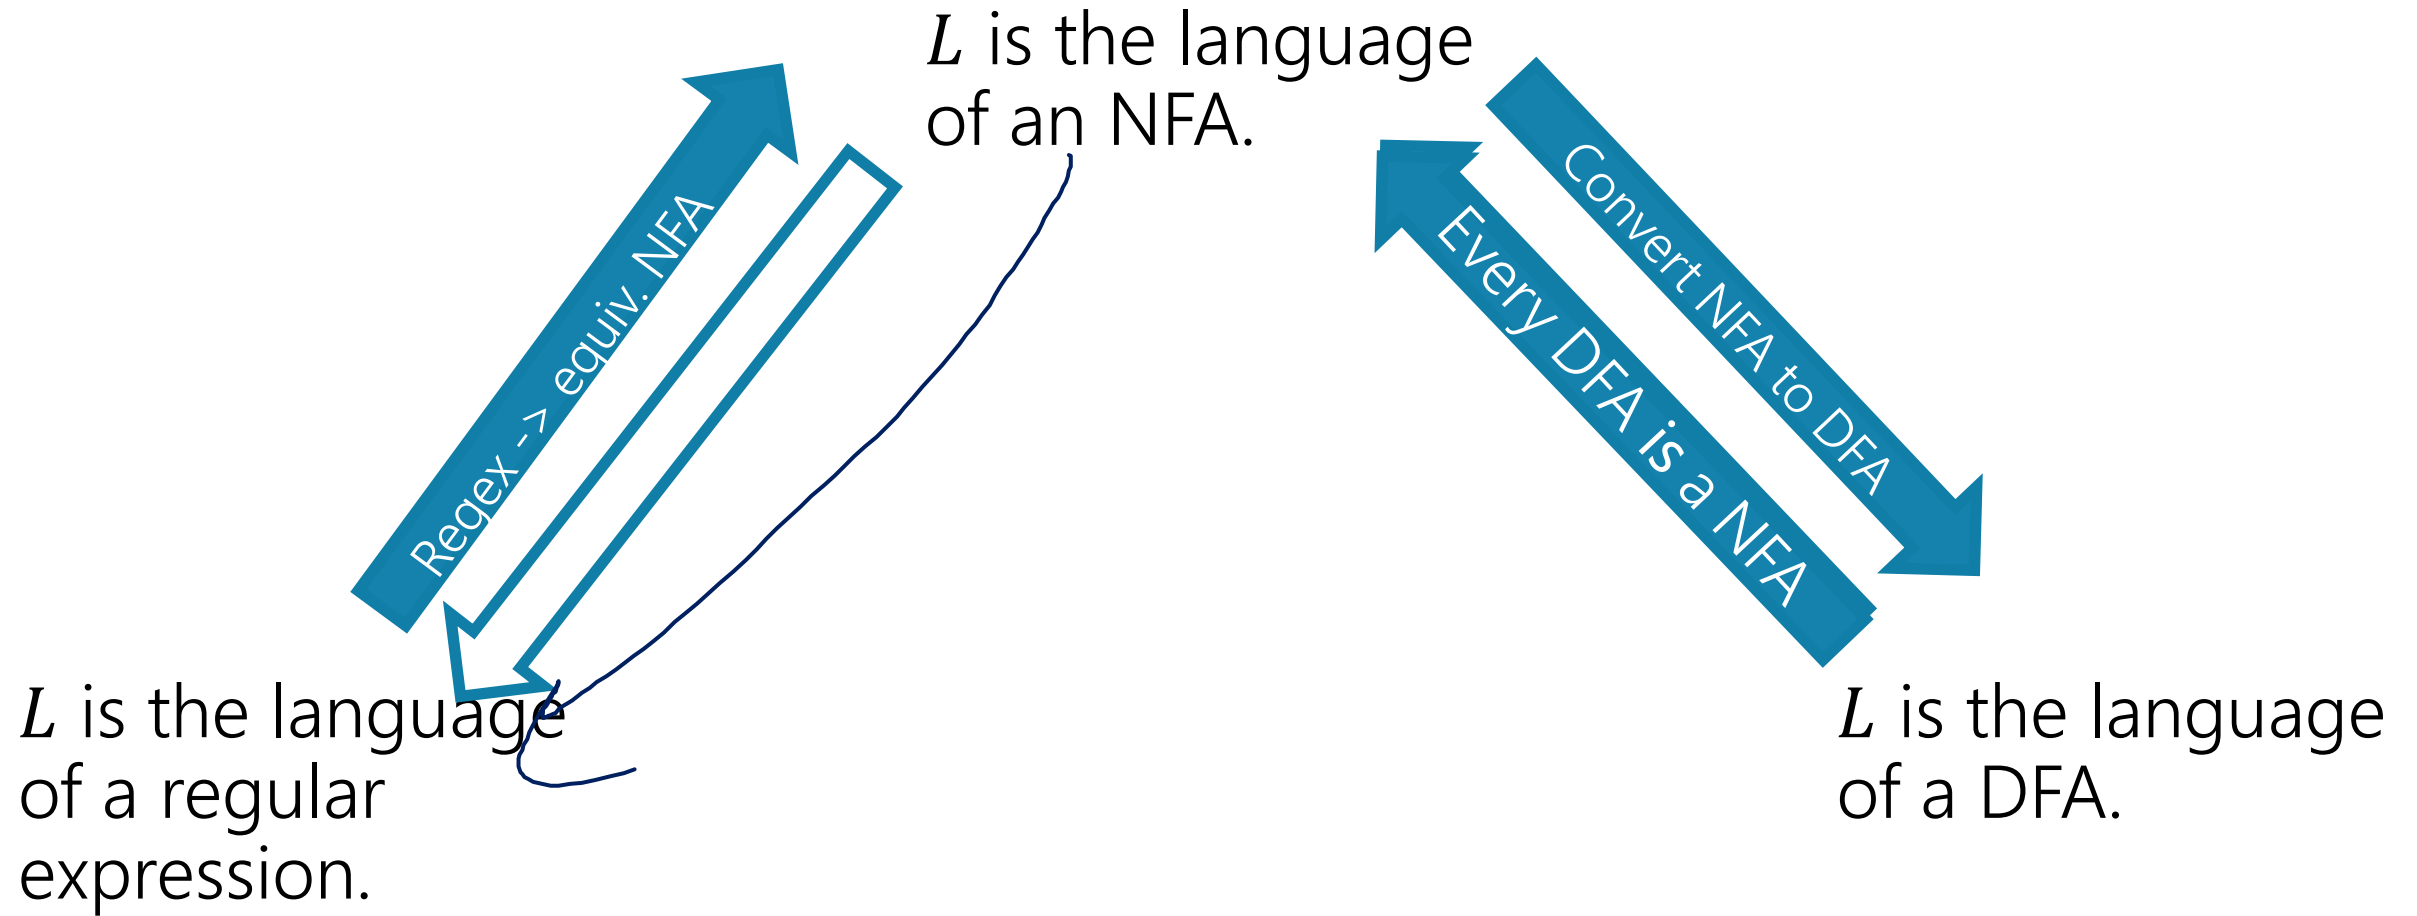 L is the language
of an NFA.
Regex -> equiv. NFA
Convert NFA to DFA
Every DFA is a NFA
L is the language
of a regular
expression.
L is the language
of a DFA.